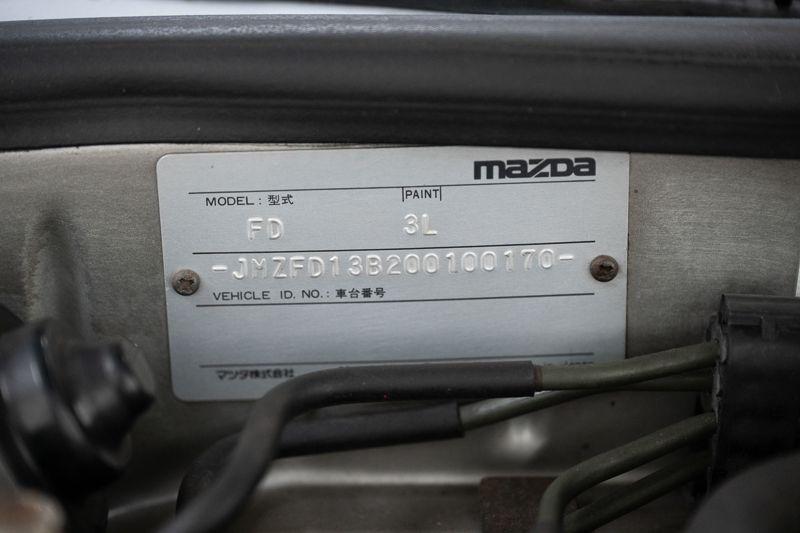 mazda
MODEL: 型式 PAINT
FD 3L
-JMZFD13B200100170-
VEHICLE ID. NO.: 車台番号
マツダ株式会社